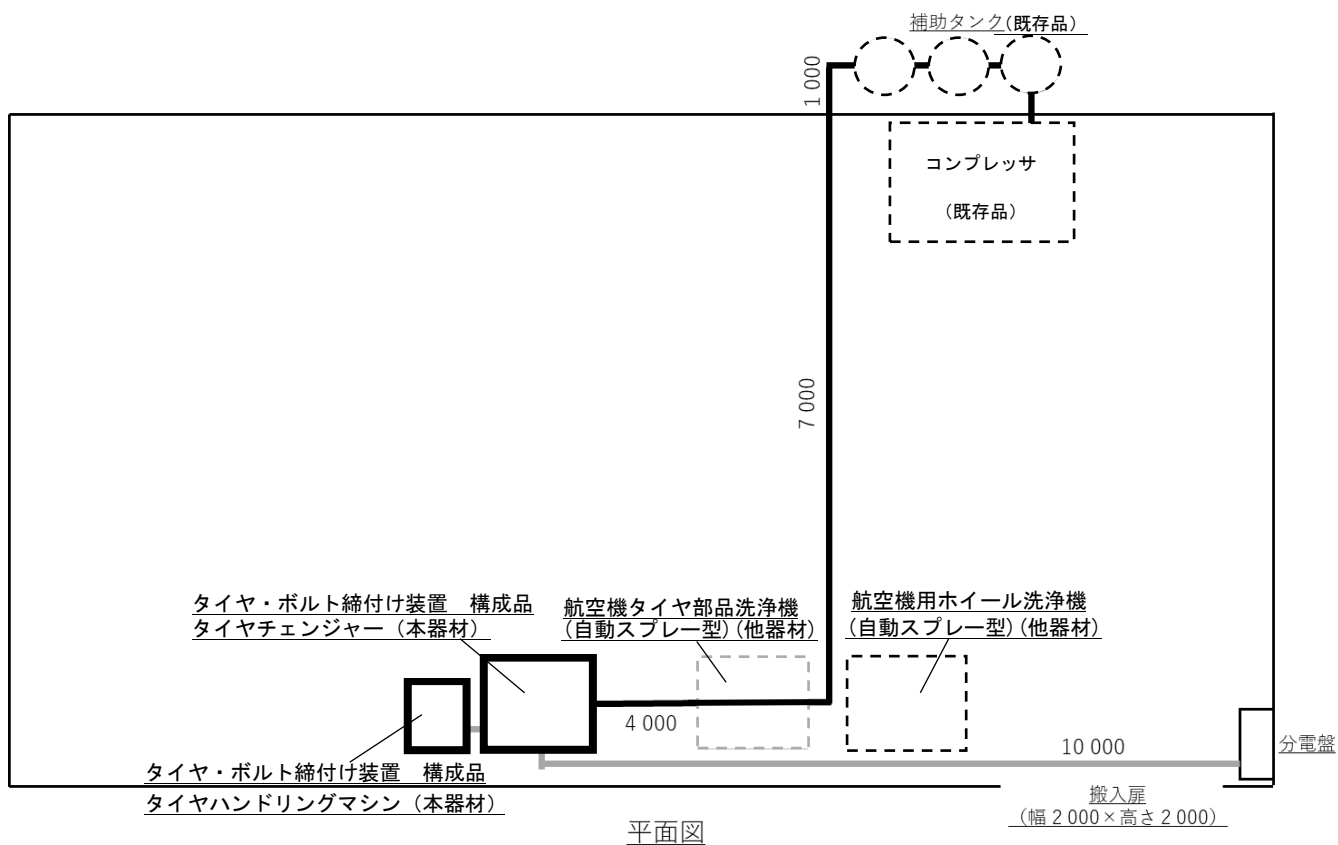 補助タンク(既存品)
1 000
コンプレッサ
(既存品)
7 000
タイヤ・ボルト締付け装置　構成品
タイヤチェンジャー（本器材）
航空機タイヤ部品洗浄機
(自動スプレー型)(他器材)
航空機用ホイール洗浄機
(自動スプレー型)(他器材)
4 000
10 000
分電盤
タイヤ・ボルト締付け装置　構成品
タイヤハンドリングマシン（本器材）
搬入扉
（幅2 000×高さ2 000）
平面図